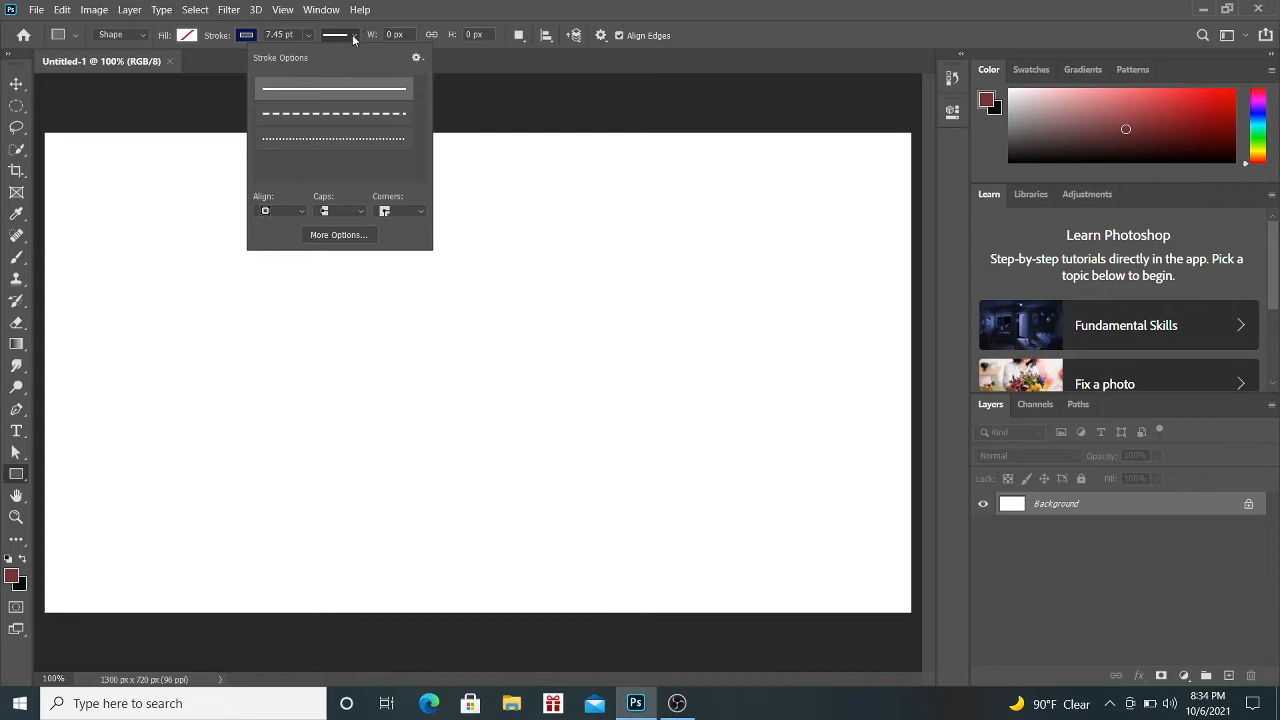 Ps File Edit Image Layer Type Select Filter 3D View Window Help
Shape Fill: Stroke: 7.45 pt W: 0 px H: 0 px Align Edges
Untitled-1 @ 100% (RGB/8)
Stroke Options
Align: Caps: Corners:
More Options...
Color Swatches Gradients Patterns
Learn Libraries Adjustments
Learn Photoshop
Step-by-step tutorials directly in the app. Pick a
topic below to begin.
Fundamental Skills
Fix a photo
Layers Channels Paths
Kind
Normal Opacity: 100%
Lock: Fill: 100%
Background
100% 1300 px x 720 px (96 ppi)
Type here to search
Ps
90°F Clear
8:34 PM
10/6/2021